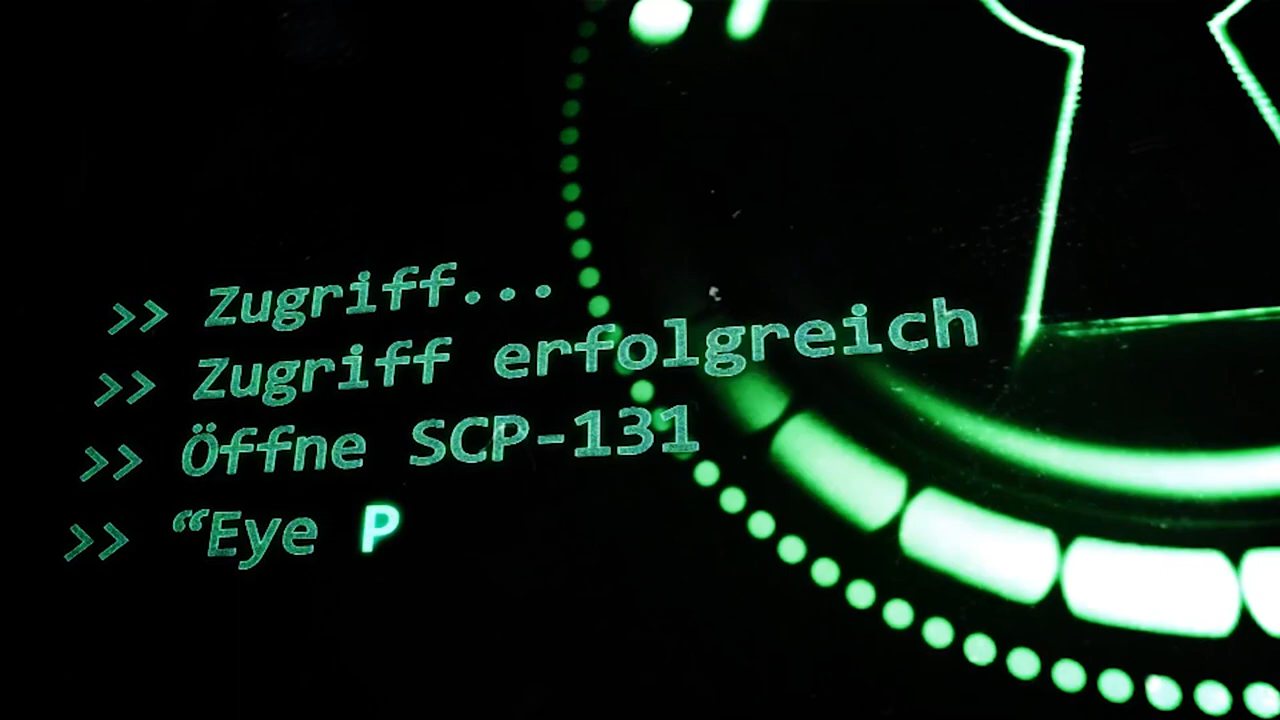 >> Zugriff...
>> Zugriff erfolgreich
>> Öffne SCP-131
>> “Eye P